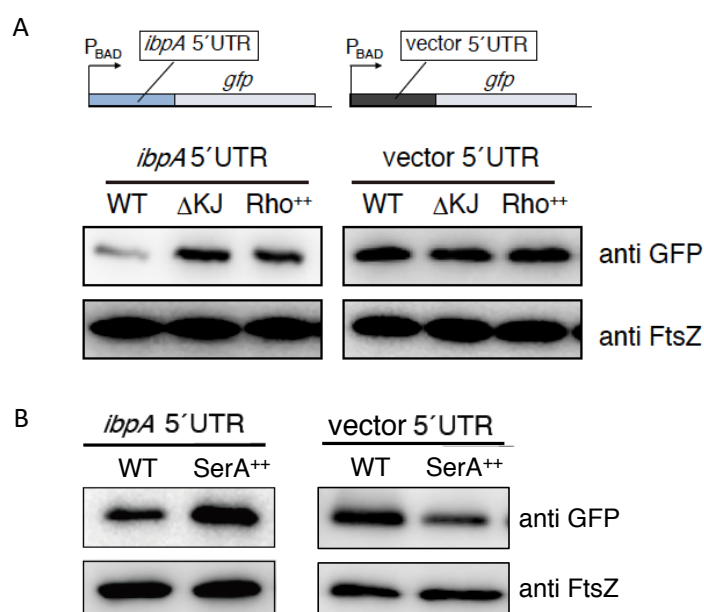 A
P_BAD ibpA 5´UTR P_BAD vector 5´UTR
gfp gfp
ibpA 5´UTR vector 5´UTR
WT ΔKJ Rho⁺⁺ WT ΔKJ Rho⁺⁺
anti GFP
anti FtsZ
B
ibpA 5´UTR vector 5´UTR
WT SerA⁺⁺ WT SerA⁺⁺
anti GFP
anti FtsZ